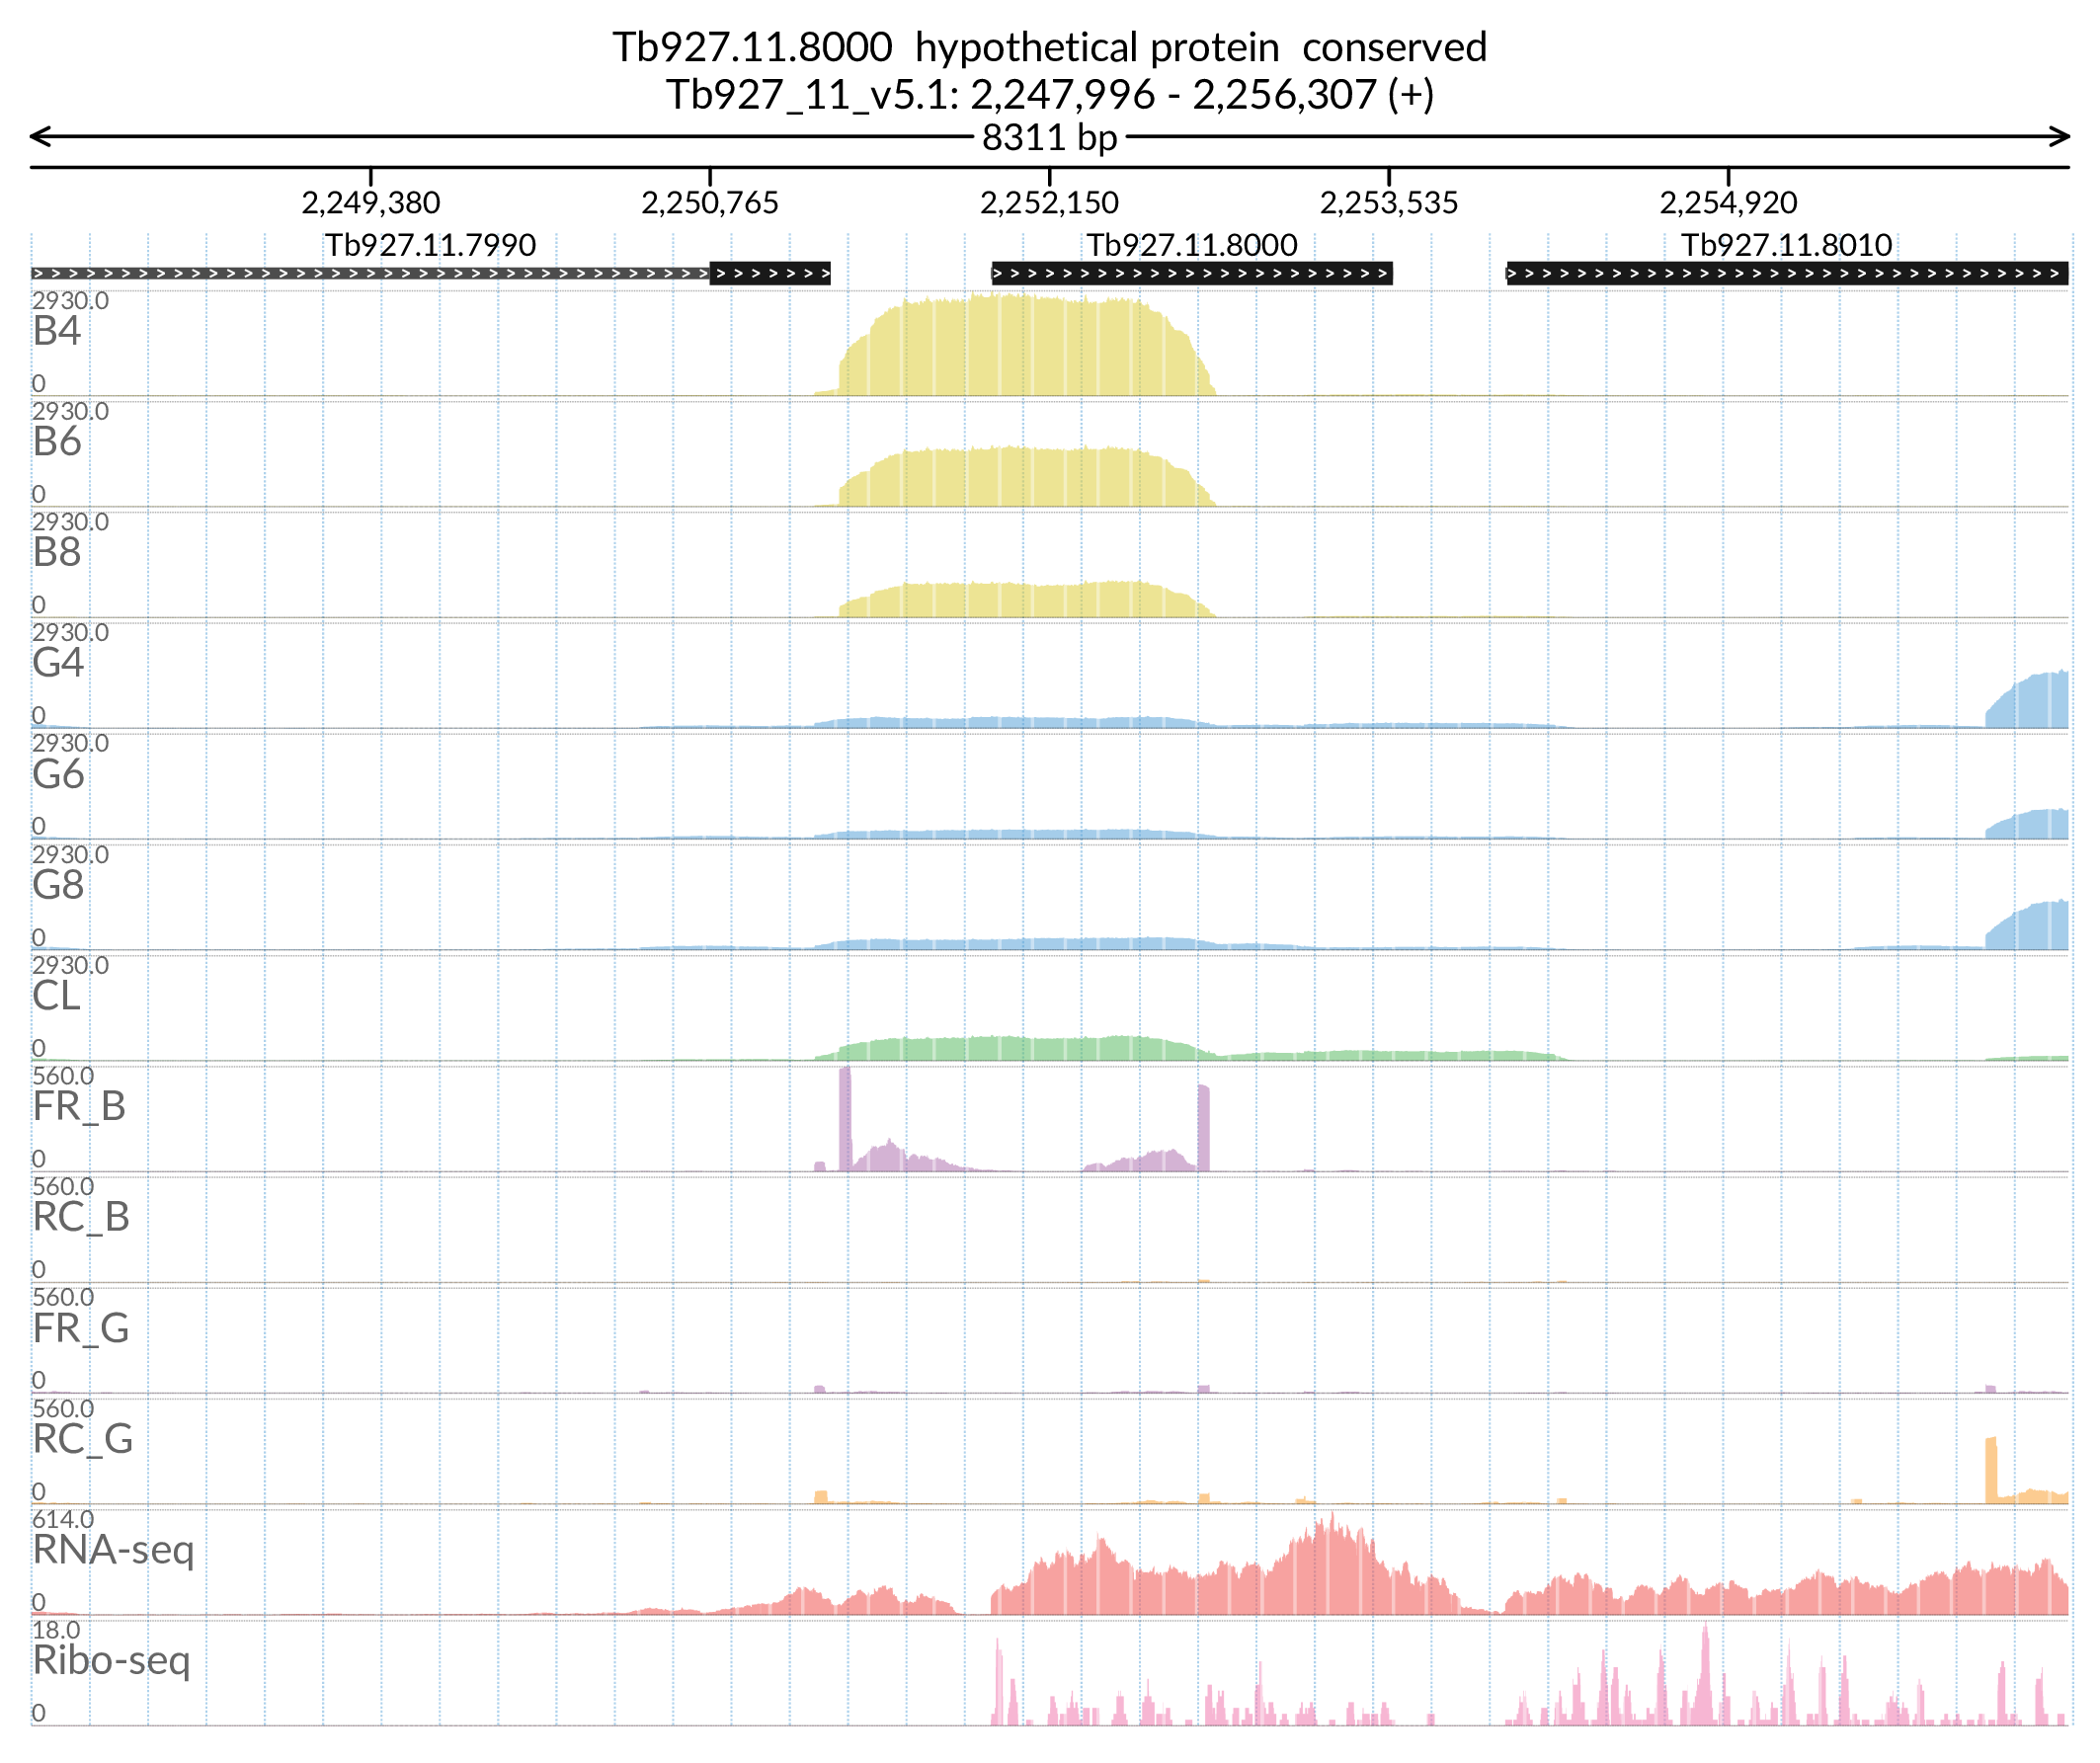 Tb927.11.8000 hypothetical protein conserved
Tb927_11_v5.1: 2,247,996 - 2,256,307 (+)
8311 bp
2,249,380 2,250,765 2,252,150 2,253,535 2,254,920
Tb927.11.7990 Tb927.11.8000 Tb927.11.8010
2930.0
B4
0
2930.0
B6
0
2930.0
B8
0
2930.0
G4
0
2930.0
G6
0
2930.0
G8
0
2930.0
CL
0
560.0
FR_B
0
560.0
RC_B
0
560.0
FR_G
0
560.0
RC_G
0
614.0
RNA-seq
0
18.0
Ribo-seq
0